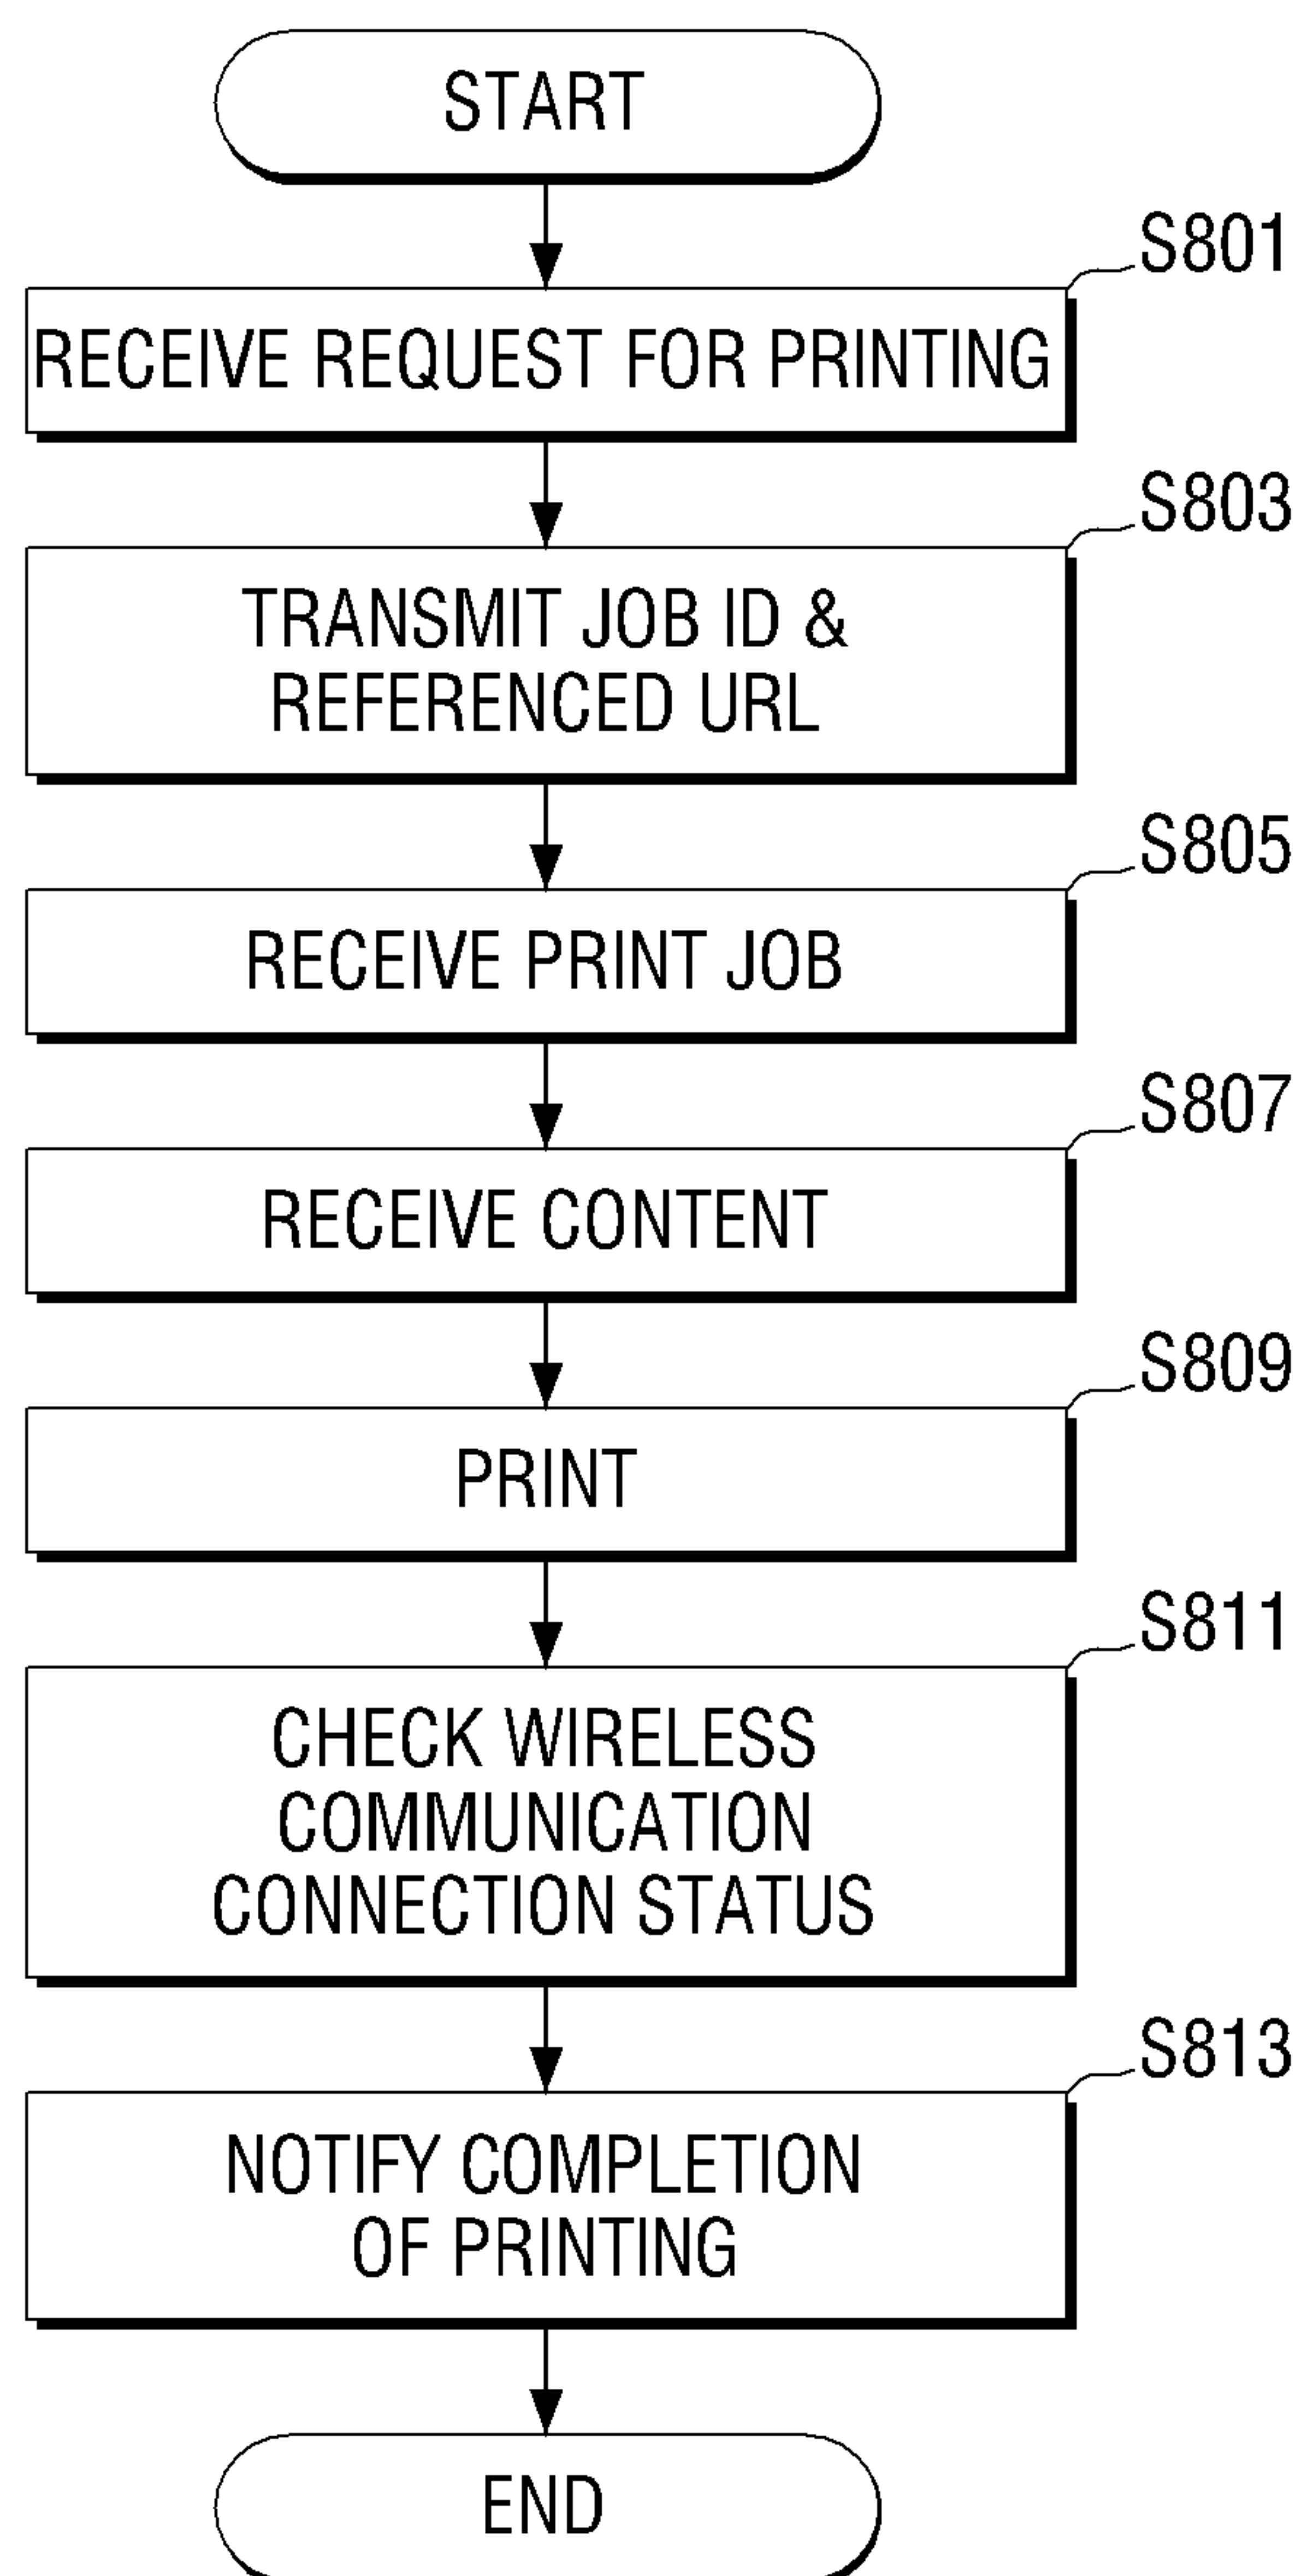 START
S801
RECEIVE REQUEST FOR PRINTING
S803
TRANSMIT JOB ID &
REFERENCED URL
S805
RECEIVE PRINT JOB
S807
RECEIVE CONTENT
S809
PRINT
S811
CHECK WIRELESS
COMMUNICATION
CONNECTION STATUS
S813
NOTIFY COMPLETION
OF PRINTING
END